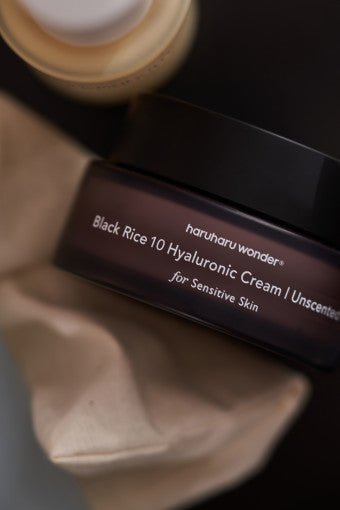 haruharu wonder®
Black Rice 10 Hyaluronic Cream | Unscented
for Sensitive Skin